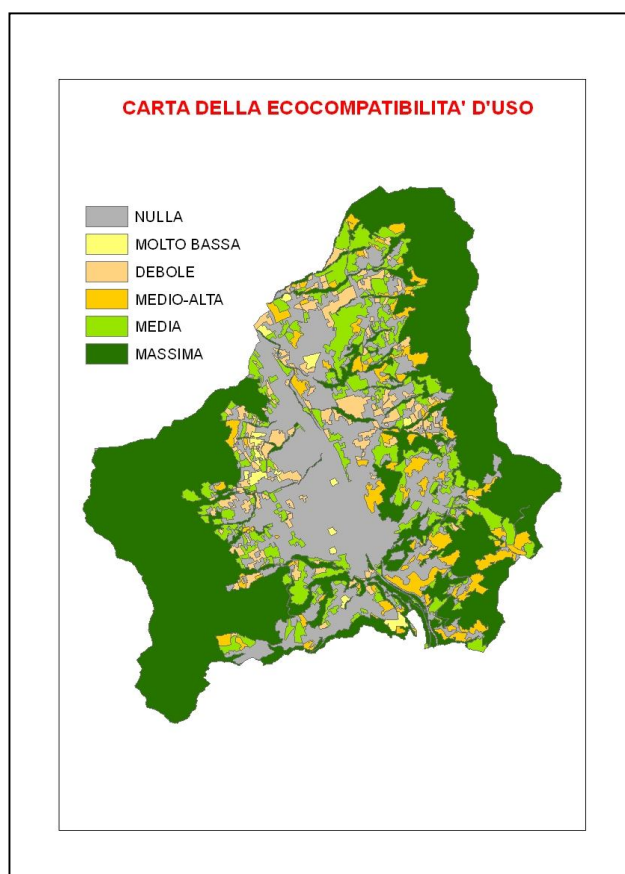 CARTA DELLA ECOCOMPATIBILITA' D'USO
NULLA
MOLTO BASSA
DEBOLE
MEDIO-ALTA
MEDIA
MASSIMA